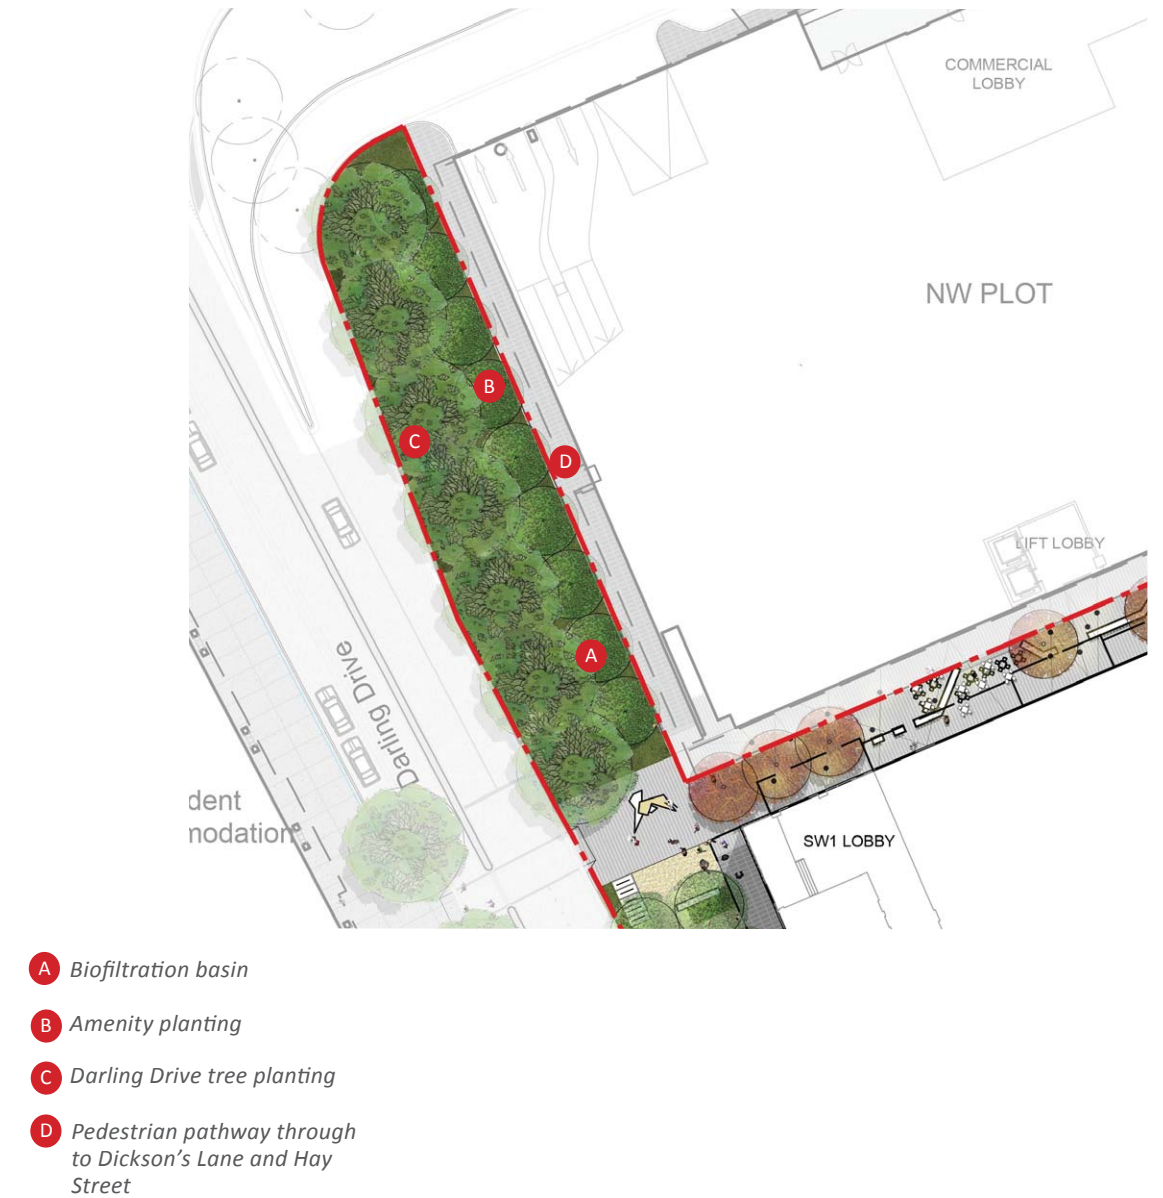 COMMERCIAL
LOBBY
NW PLOT
B
C
D
LIFT LOBBY
A
Darling Drive
dent
modation
SW1 LOBBY
A Biofiltration basin
B Amenity planting
C Darling Drive tree planting
D Pedestrian pathway through
to Dickson's Lane and Hay
Street